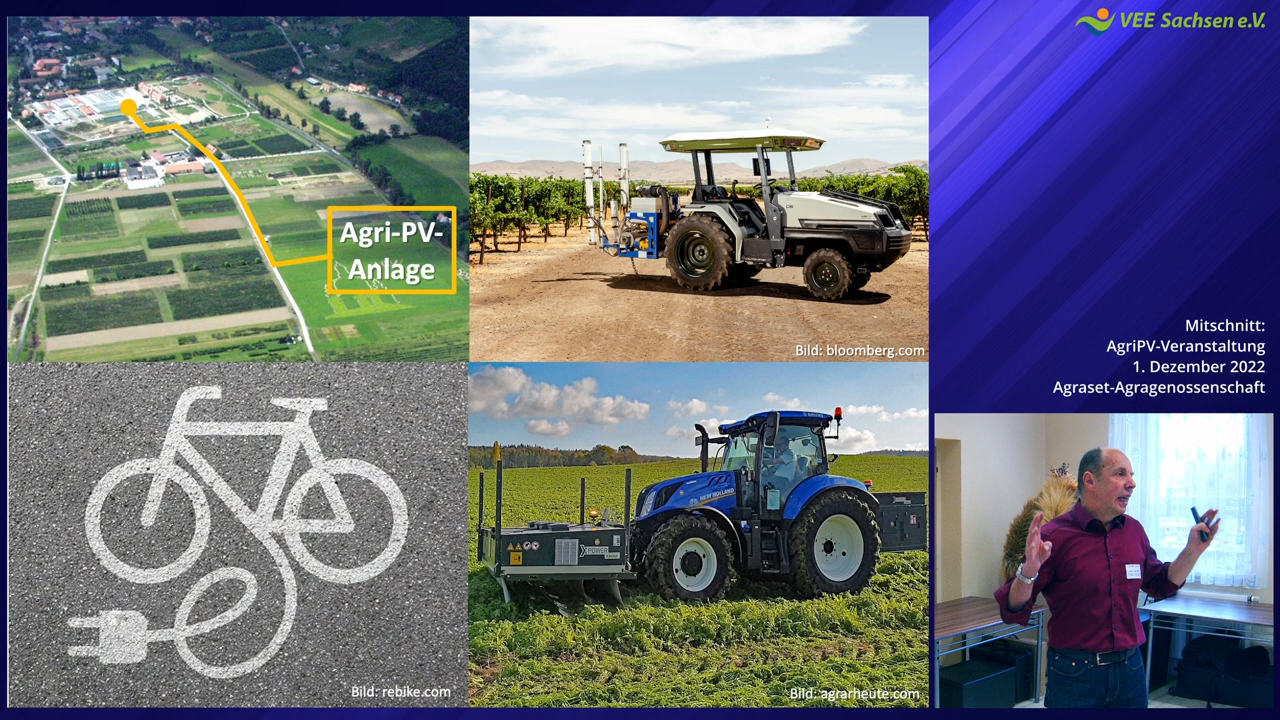 VEE Sachsen e.V.
Agri-PV-
Anlage
Bild: bloomberg.com
Bild: rebike.com
NEW HOLLAND
XPOWER
Bild: agrarheute.com
Mitschnitt:
AgriPV-Veranstaltung
1. Dezember 2022
Agraset-Agragenossenschaft